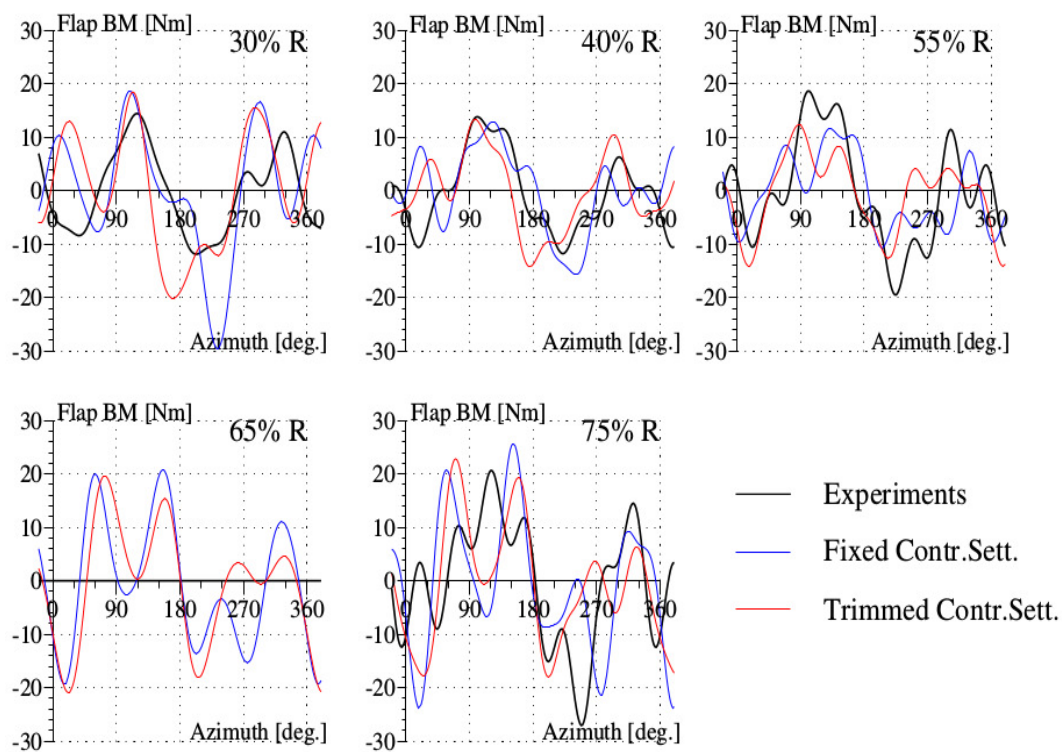 Flap BM [Nm]
30% R
30
20
10
0
-10
-20
-30
0 90 180 270 360
Azimuth [deg.]
Flap BM [Nm]
40% R
30
20
10
0
-10
-20
-30
0 90 180 270 360
Azimuth [deg.]
Flap BM [Nm]
55% R
30
20
10
0
-10
-20
-30
0 90 180 270 360
Azimuth [deg.]
Flap BM [Nm]
65% R
30
20
10
0
-10
-20
-30
0 90 180 270 360
Azimuth [deg.]
Flap BM [Nm]
75% R
30
20
10
0
-10
-20
-30
0 90 180 270 360
Azimuth [deg.]
Experiments
Fixed Contr.Sett.
Trimmed Contr.Sett.